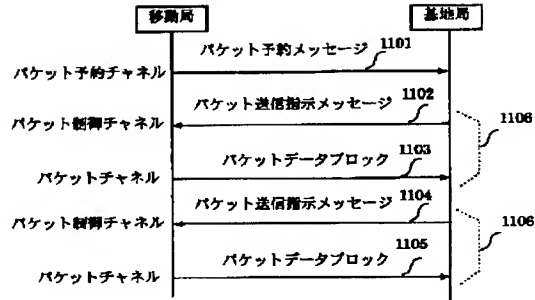 移動局
基地局
パケット予約メッセージ 1101
パケット予約チャネル
パケット送信指示メッセージ 1102
パケット制御チャネル
1106
パケットデータブロック 1103
パケットチャネル
パケット送信指示メッセージ 1104
パケット制御チャネル
1106
パケットデータブロック 1105
パケットチャネル